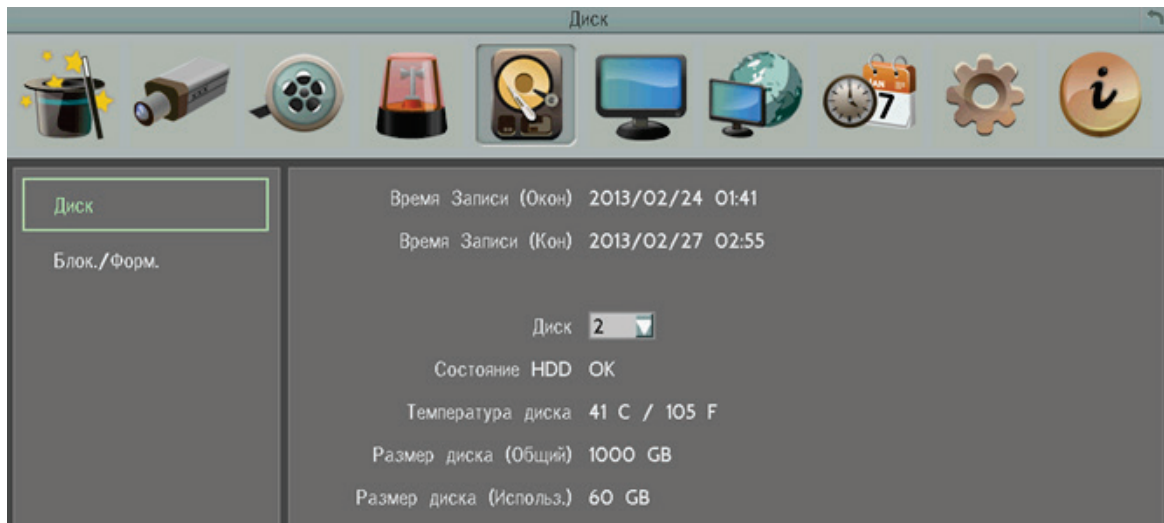 Диск
JAN
7
i
Диск
Блок./Форм.
Время Записи (Окон) 2013/02/24 01:41
Время Записи (Кон) 2013/02/27 02:55
Диск 2
Состояние HDD OK
Температура диска 41 C / 105 F
Размер диска (Общий) 1000 GB
Размер диска (Использ.) 60 GB